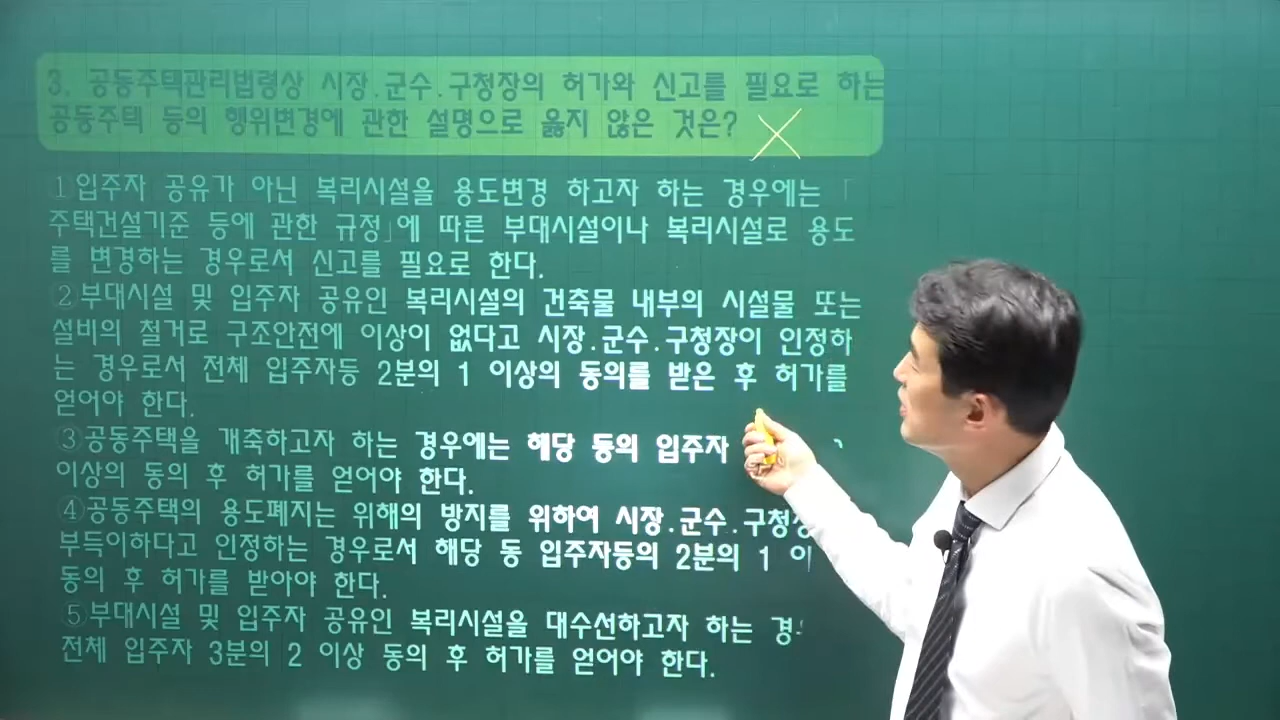 3. 공동주택관리법령상 시장.군수.구청장의 허가와 신고를 필요로 하는
공동주택 등의 행위변경에 관한 설명으로 옳지 않은 것은?
①입주자 공유가 아닌 복리시설을 용도변경 하고자 하는 경우에는 「
주택건설기준 등에 관한 규정」에 따른 부대시설이나 복리시설로 용도
를 변경하는 경우로서 신고를 필요로 한다.
②부대시설 및 입주자 공유인 복리시설의 건축물 내부의 시설물 또는
설비의 철거로 구조안전에 이상이 없다고 시장.군수.구청장이 인정하
는 경우로서 전체 입주자등 2분의 1 이상의 동의를 받은 후 허가를
얻어야 한다.
③공동주택을 개축하고자 하는 경우에는 해당 동의 입주자
이상의 동의 후 허가를 얻어야 한다.
④공동주택의 용도폐지는 위해의 방지를 위하여 시장.군수.구청
부득이하다고 인정하는 경우로서 해당 동 입주자등의 2분의 1 이
동의 후 허가를 받아야 한다.
⑤부대시설 및 입주자 공유인 복리시설을 대수선하고자 하는
전체 입주자 3분의 2 이상 동의 후 허가를 얻어야 한다.